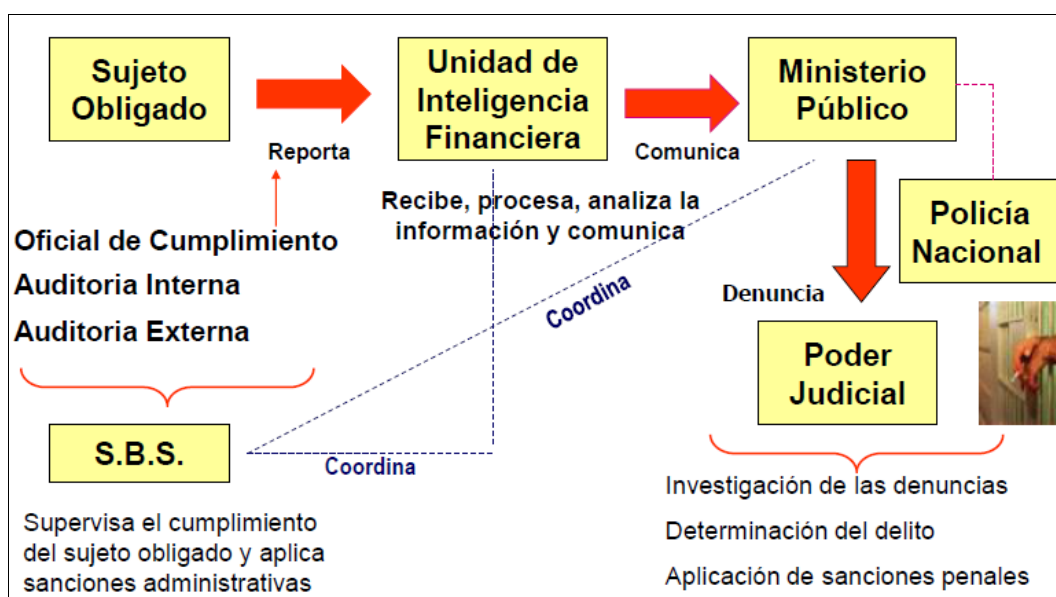 Sujeto
Obligado
Reporta
Unidad de
Inteligencia
Financiera
Comunica
Ministerio
Público
Recibe, procesa, analiza la
información y comunica
Policía
Nacional
Oficial de Cumplimiento
Auditoria Interna
Auditoria Externa
Coordina
Denuncia
Poder
Judicial
S.B.S.
Coordina
Supervisa el cumplimiento
del sujeto obligado y aplica
sanciones administrativas
Investigación de las denuncias
Determinación del delito
Aplicación de sanciones penales